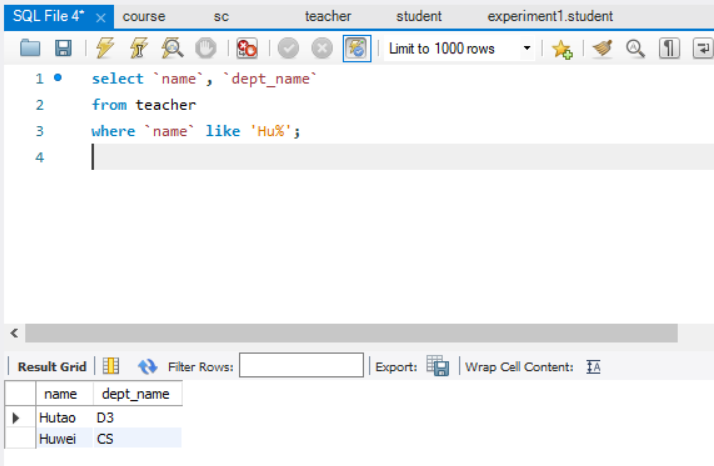 SQL File 4* × course sc teacher student experiment1.student
Limit to 1000 rows
1 select `name`, `dept_name`
2 from teacher
3 where `name` like 'Hu%';
4
Result Grid Filter Rows: Export: Wrap Cell Content: IA
name dept_name
Hutao D3
Huwei CS